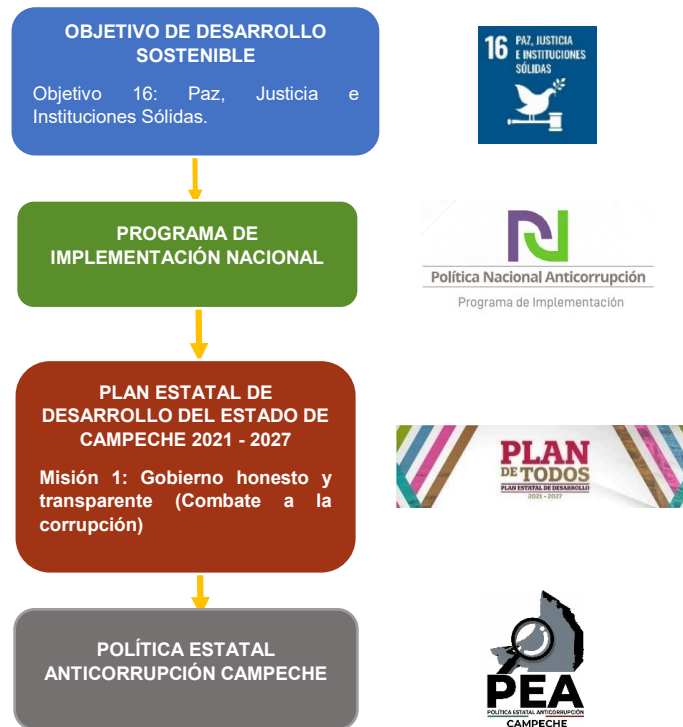 OBJETIVO DE DESARROLLO
SOSTENIBLE
Objetivo 16: Paz, Justicia e
Instituciones Sólidas.
16 PAZ, JUSTICIA
E INSTITUCIONES
SÓLIDAS
PROGRAMA DE
IMPLEMENTACIÓN NACIONAL
Política Nacional Anticorrupción
Programa de Implementación
PLAN ESTATAL DE
DESARROLLO DEL ESTADO DE
CAMPECHE 2021 - 2027
Misión 1: Gobierno honesto y
transparente (Combate a la
corrupción)
PLAN
DE TODOS
PLAN ESTATAL DE DESARROLLO
2021 - 2027
POLÍTICA ESTATAL
ANTICORRUPCIÓN CAMPECHE
PEA
POLÍTICA ESTATAL ANTICORRUPCIÓN
CAMPECHE